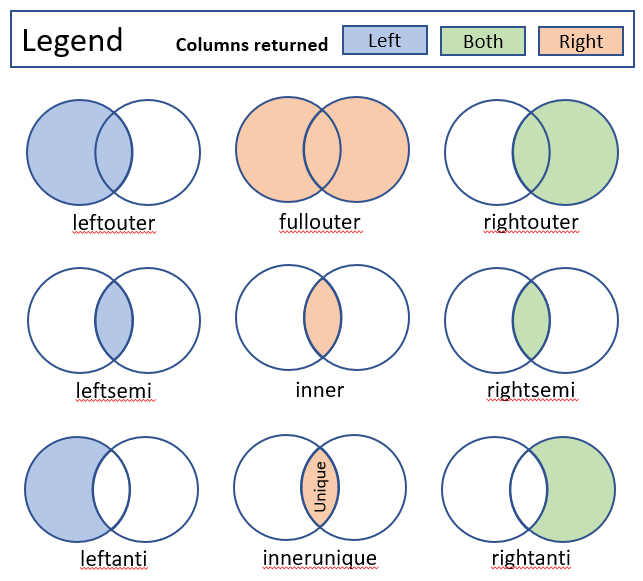 Legend
Columns returned
Left
Both
Right
leftouter
fullouter
rightouter
leftsemi
inner
rightsemi
Unique
leftanti
innerunique
rightanti